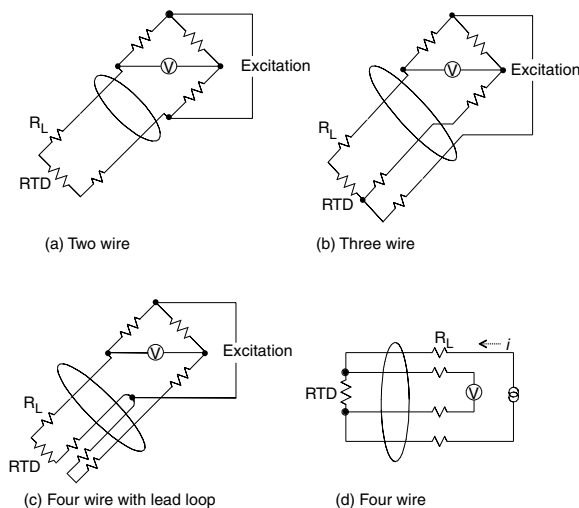 V
Excitation
R_L
RTD
(a) Two wire
V
Excitation
R_L
RTD
(b) Three wire
V
Excitation
R_L
RTD
(c) Four wire with lead loop
R_L
i
RTD
V
(d) Four wire